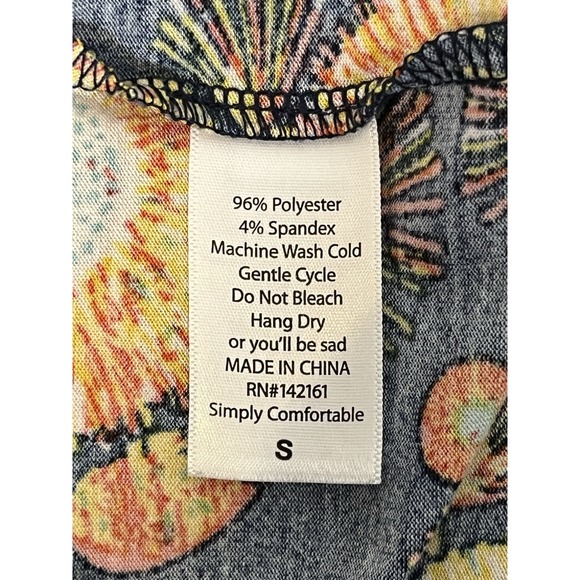 96% Polyester
4% Spandex
Machine Wash Cold
Gentle Cycle
Do Not Bleach
Hang Dry
or you'll be sad
MADE IN CHINA
RN#142161
Simply Comfortable
S